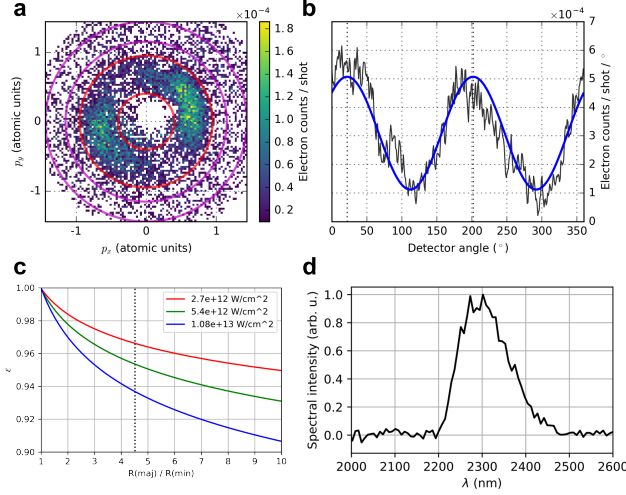 a
×10⁻⁴
1
0
-1
-1
0
1
p_x (atomic units)
p_y (atomic units)
1.8
1.6
1.4
1.2
1.0
0.8
0.6
0.4
0.2
Electron counts / shot
b
×10⁻⁴
7
6
5
4
3
2
1
0
0 50 100 150 200 250 300 350
Detector angle (°)
Electron counts / shot / °
c
1.00
0.98
0.96
0.94
0.92
0.90
ε
2.7e+12 W/cm^2
5.4e+12 W/cm^2
1.08e+13 W/cm^2
1 2 3 4 5 6 7 8 9 10
R(maj) / R(min)
d
1.0
0.8
0.6
0.4
0.2
0.0
Spectral intensity (arb. u.)
2000 2100 2200 2300 2400 2500 2600
λ (nm)